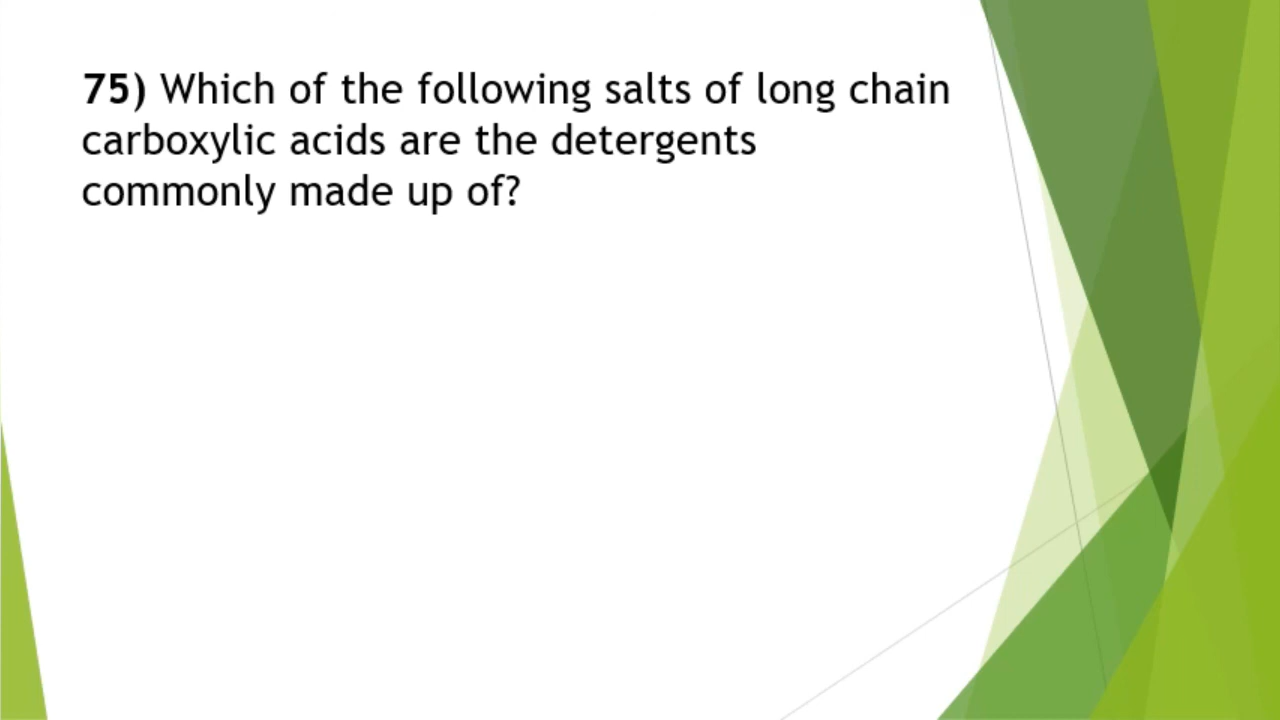 75) Which of the following salts of long chain
carboxylic acids are the detergents
commonly made up of?